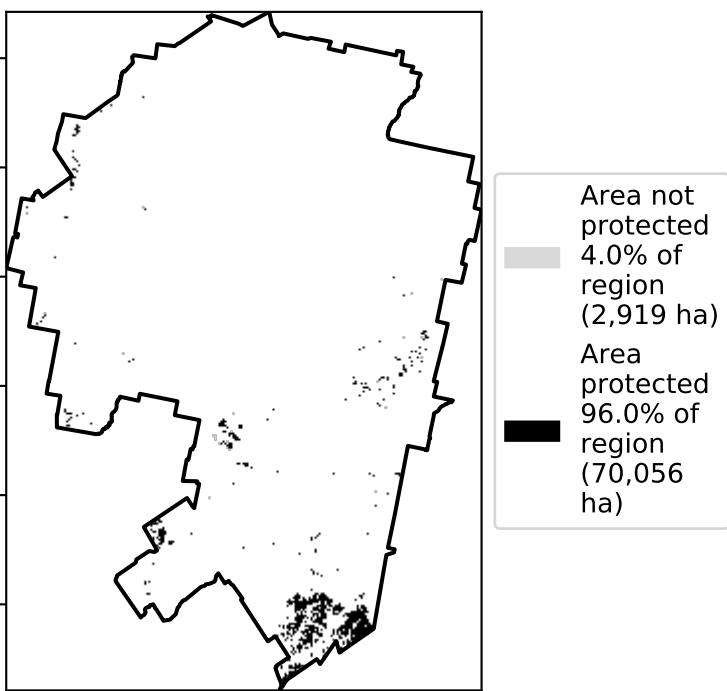 Area not
protected
4.0% of
region
(2,919 ha)
Area
protected
96.0% of
region
(70,056
ha)